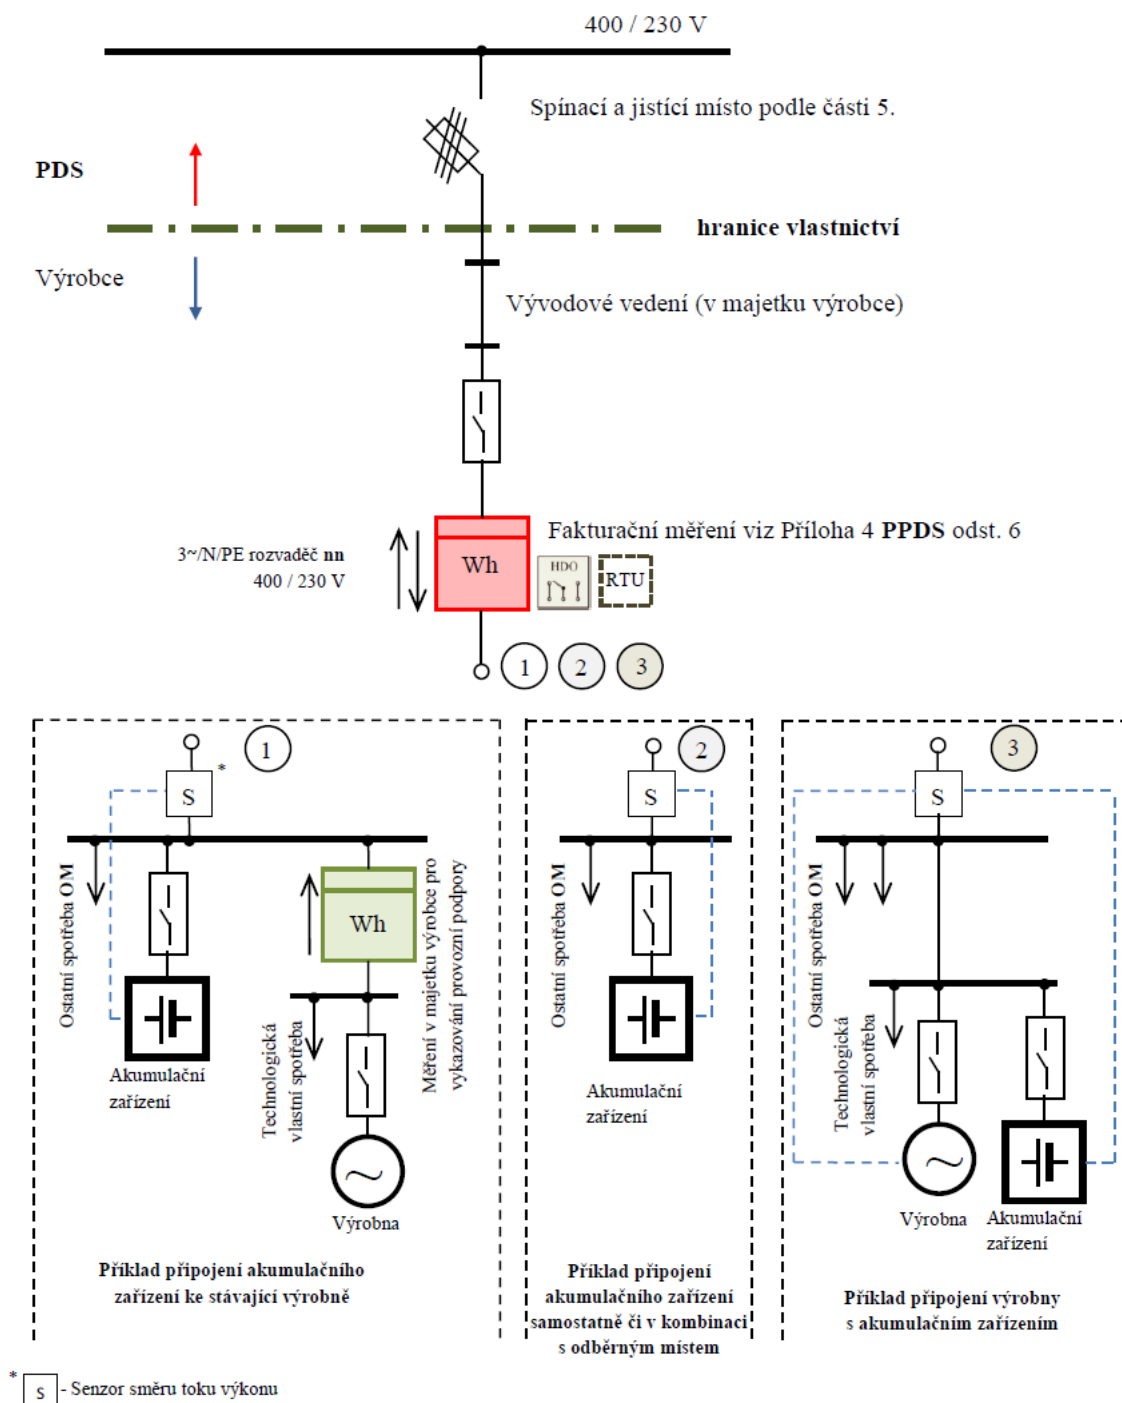 400 / 230 V
Spínací a jistící místo podle části 5.
PDS
hranice vlastnictví
Výrobce
Vývodové vedení (v majetku výrobce)
Fakturační měření viz Příloha 4 PPDS odst. 6
3~/N/PE rozvaděč nn
400 / 230 V
Wh
HDO
RTU
1
2
3
1
S
*
Ostatní spotřeba OM
Wh
Měření v majetku výrobce pro
vykazování provozní podpory
Akumulační
zařízení
Technologická
vlastní spotřeba
Výrobna
Příklad připojení akumulačního
zařízení ke stávající výrobně
2
S
Ostatní spotřeba OM
Akumulační
zařízení
Příklad připojení
akumulačního zařízení
samostatně či v kombinaci
s odběrným místem
3
S
Ostatní spotřeba OM
Technologická
vlastní spotřeba
Výrobna
Akumulační
zařízení
Příklad připojení výrobny
s akumulačním zařízením
* S - Senzor směru toku výkonu